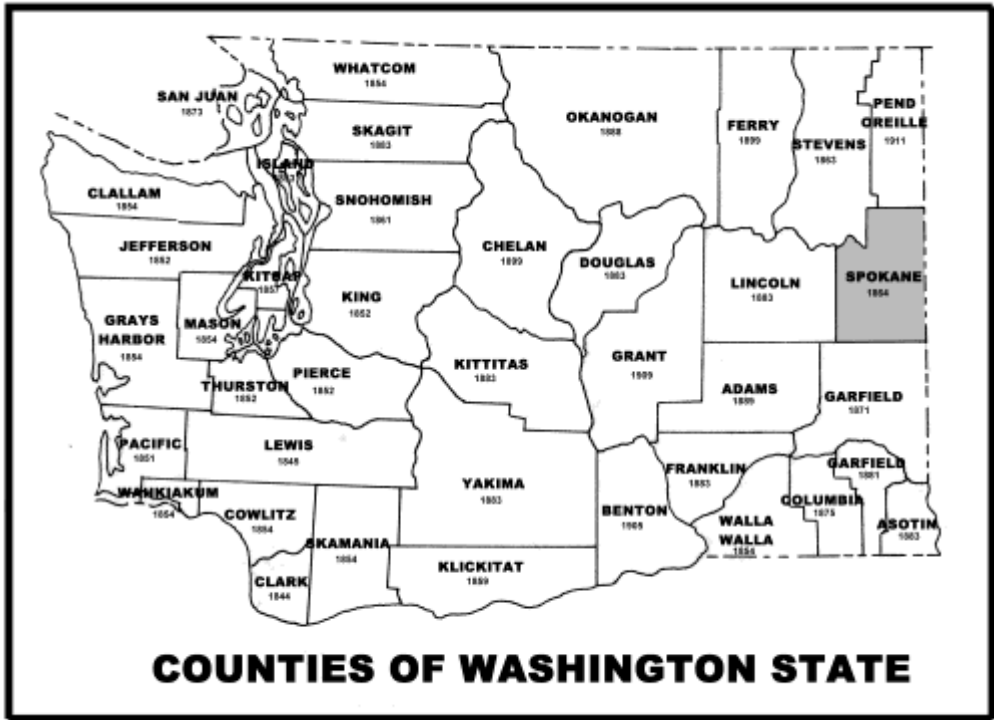 WHATCOM
1854
SAN JUAN
1873
SKAGIT
1883
ISLAND
OKANOGAN
1888
FERRY
1899
STEVENS
1863
PEND
OREILLE
1911
CLALLAM
1854
SNOHOMISH
1861
JEFFERSON
1852
KITSAP
1857
CHELAN
1899
DOUGLAS
1883
LINCOLN
1883
SPOKANE
1864
KING
1852
GRAYS
HARBOR
1854
MASON
1854
KITTITAS
1883
GRANT
1909
THURSTON
1852
PIERCE
1852
ADAMS
1889
GARFIELD
1871
PACIFIC
1851
LEWIS
1845
YAKIMA
1883
FRANKLIN
1883
GARFIELD
1881
WAHKIAKUM
1854
COWLITZ
1854
SKAMANIA
1854
BENTON
1905
WALLA
WALLA
1854
COLUMBIA
1875
ASOTIN
1883
CLARK
1844
KLICKITAT
1859
COUNTIES OF WASHINGTON STATE